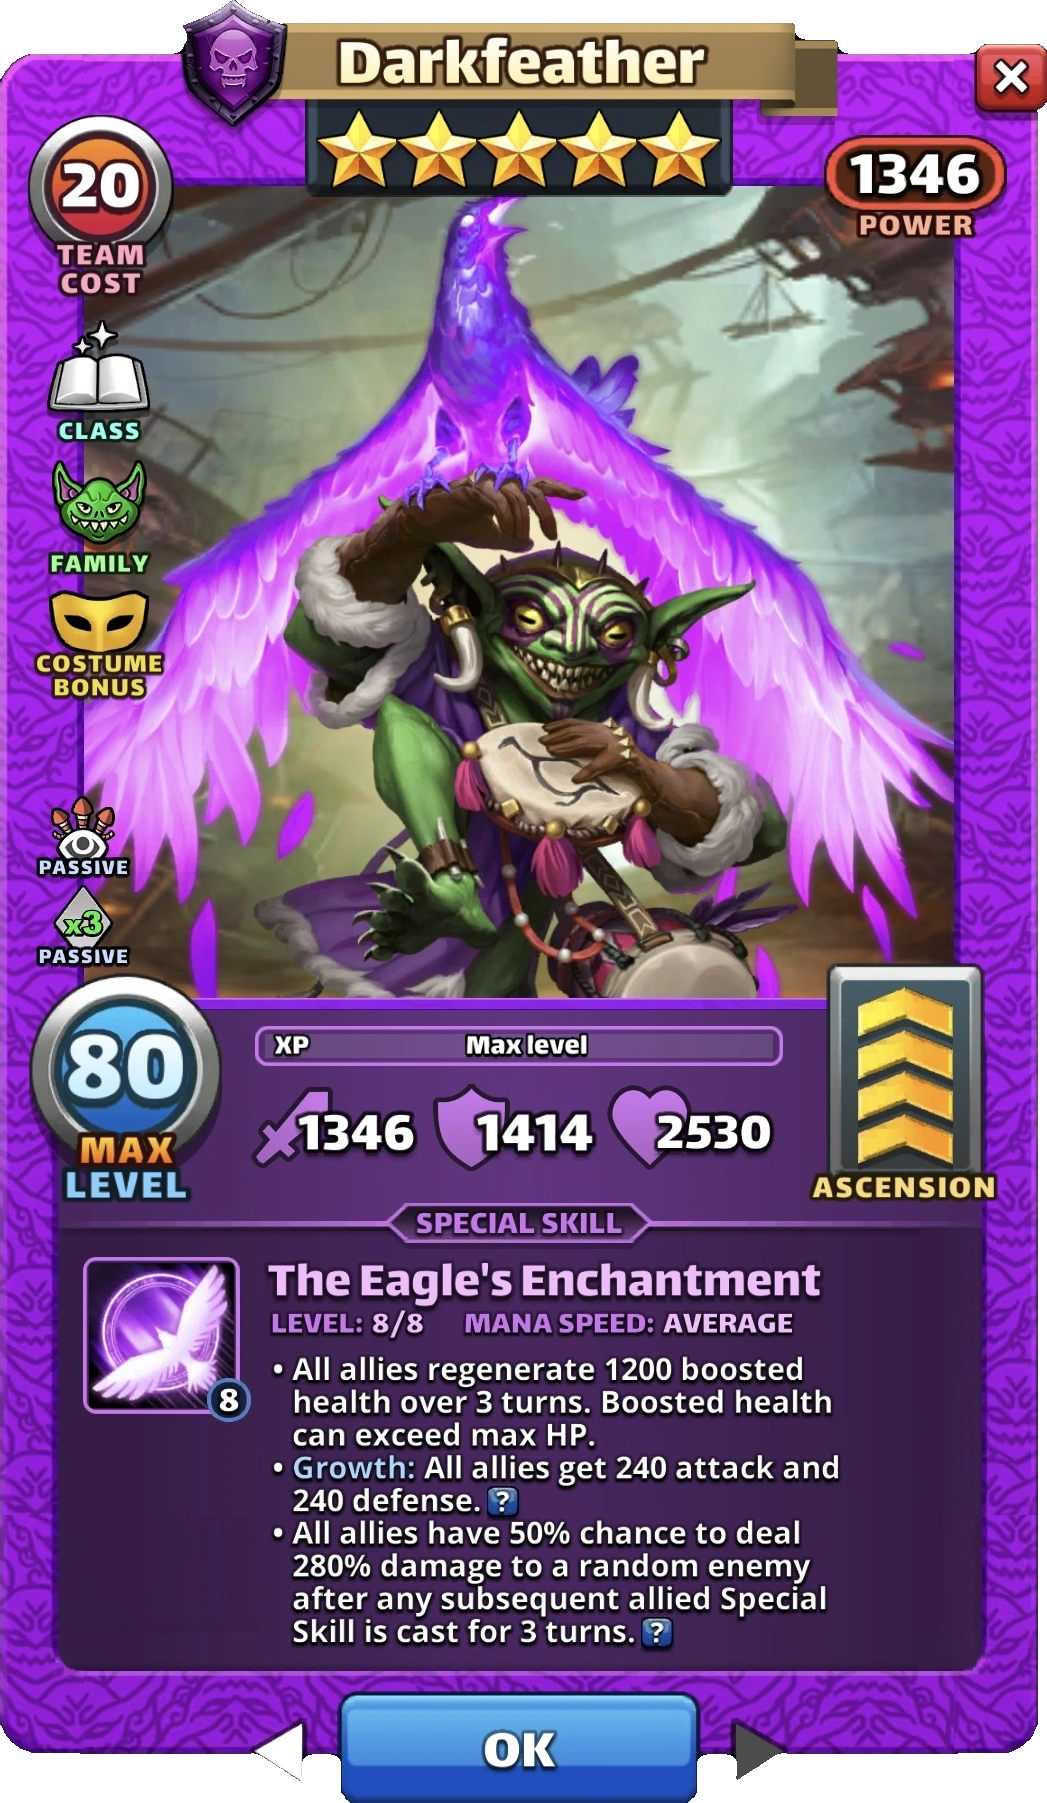 Darkfeather
20
TEAM
COST
1346
POWER
CLASS
FAMILY
COSTUME
BONUS
PASSIVE
x3
PASSIVE
80
MAX
LEVEL
XP
Max level
1346
1414
2530
ASCENSION
SPECIAL SKILL
The Eagle's Enchantment
LEVEL: 8/8 MANA SPEED: AVERAGE
8
• All allies regenerate 1200 boosted
health over 3 turns. Boosted health
can exceed max HP.
• Growth: All allies get 240 attack and
240 defense. ?
• All allies have 50% chance to deal
280% damage to a random enemy
after any subsequent allied Special
Skill is cast for 3 turns. ?
OK